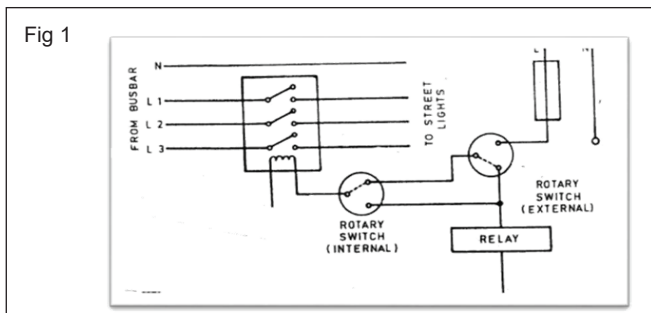 Fig 1
N
FROM BUSBAR
L 1
L 2
L 3
TO STREET
LIGHTS
ROTARY
SWITCH
(INTERNAL)
ROTARY
SWITCH
(EXTERNAL)
RELAY